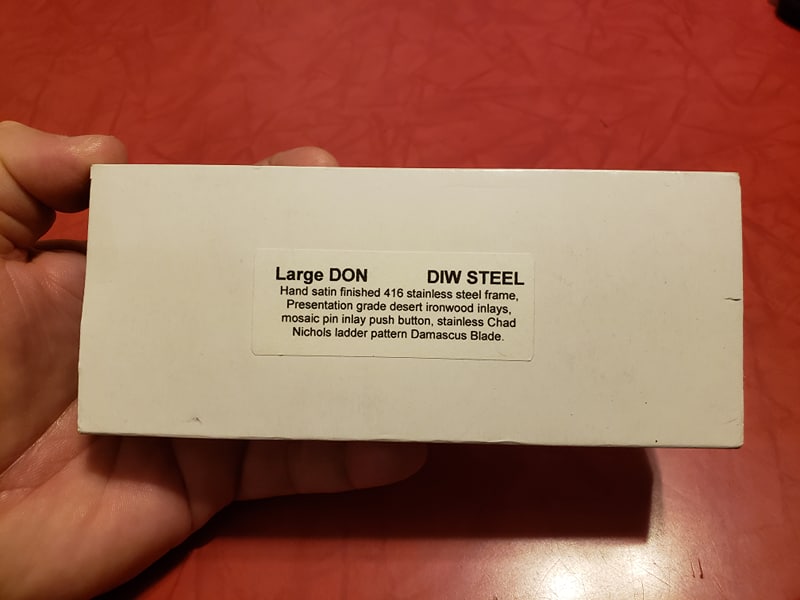 Large DON DIW STEEL
Hand satin finished 416 stainless steel frame,
Presentation grade desert ironwood inlays,
mosaic pin inlay push button, stainless Chad
Nichols ladder pattern Damascus Blade.